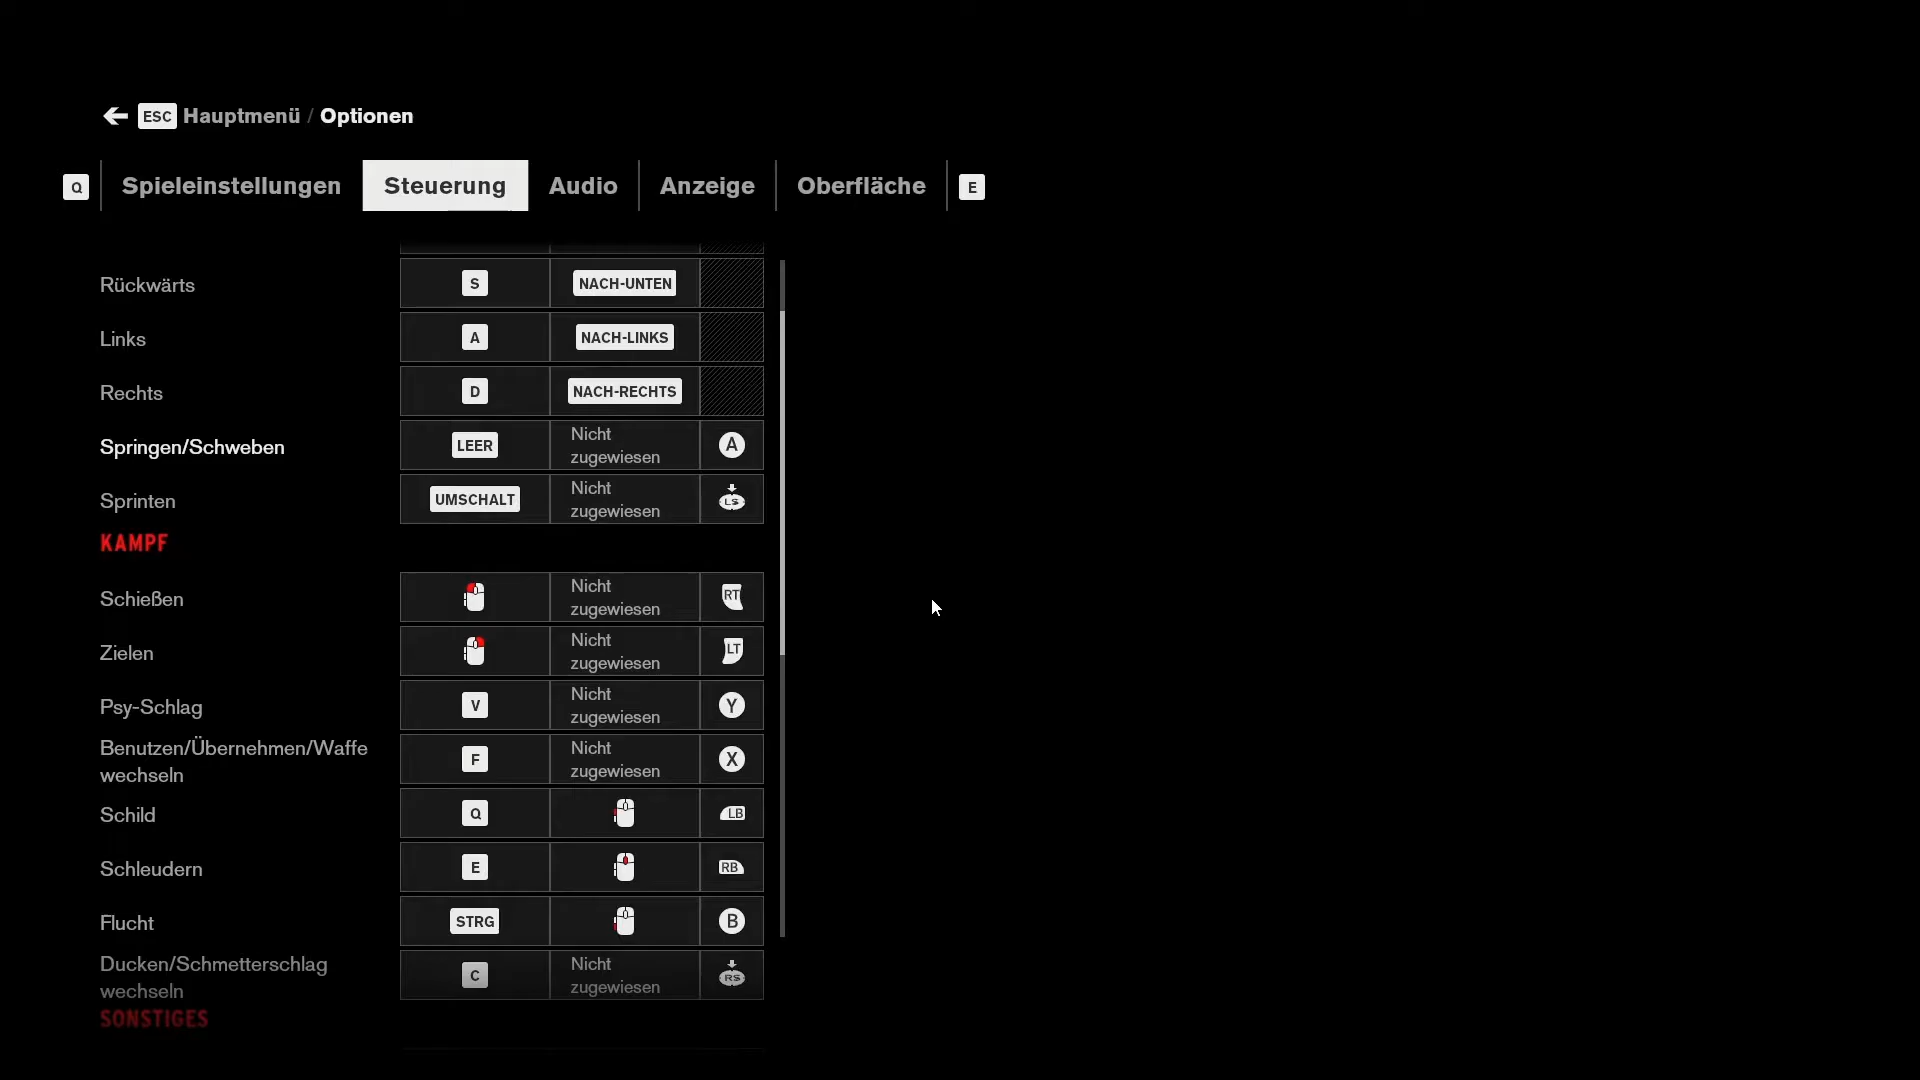 ESC Hauptmenü / Optionen
Q Spieleinstellungen Steuerung Audio Anzeige Oberfläche E
Rückwärts S NACH-UNTEN
Links A NACH-LINKS
Rechts D NACH-RECHTS
Springen/Schweben LEER Nicht zugewiesen A
Sprinten UMSCHALT Nicht zugewiesen LS
KAMPF
Schießen Nicht zugewiesen RT
Zielen Nicht zugewiesen LT
Psy-Schlag V Nicht zugewiesen Y
Benutzen/Übernehmen/Waffe wechseln F Nicht zugewiesen X
Schild Q LB
Schleudern E RB
Flucht STRG B
Ducken/Schmetterschlag wechseln C Nicht zugewiesen RS
SONSTIGES